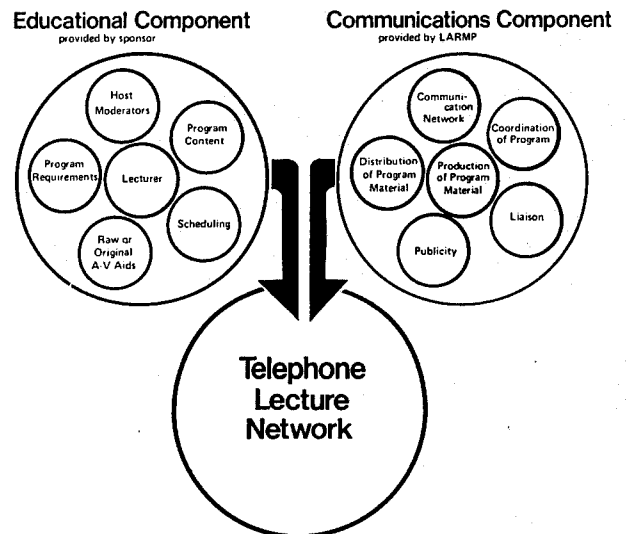 Educational Component
provided by sponsor
Host
Moderators
Program
Content
Program
Requirements
Lecturer
Scheduling
Raw or
Original
A-V Aids
Communications Component
provided by LARMP
Communi-
cation
Network
Coordination
of Program
Distribution
of Program
Material
Production
of Program
Material
Liaison
Publicity
Telephone
Lecture
Network